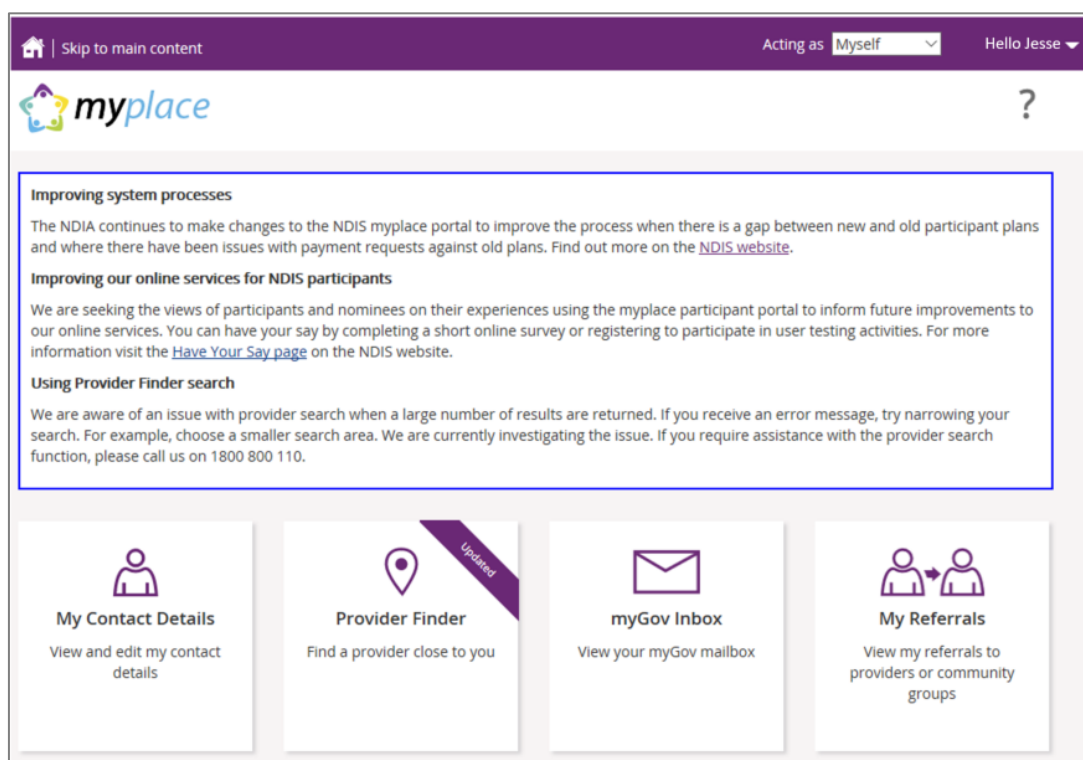 Skip to main content
Acting as Myself
Hello Jesse
myplace
?
Improving system processes
The NDIA continues to make changes to the NDIS myplace portal to improve the process when there is a gap between new and old participant plans
and where there have been issues with payment requests against old plans. Find out more on the NDIS website.
Improving our online services for NDIS participants
We are seeking the views of participants and nominees on their experiences using the myplace participant portal to inform future improvements to
our online services. You can have your say by completing a short online survey or registering to participate in user testing activities. For more
information visit the Have Your Say page on the NDIS website.
Using Provider Finder search
We are aware of an issue with provider search when a large number of results are returned. If you receive an error message, try narrowing your
search. For example, choose a smaller search area. We are currently investigating the issue. If you require assistance with the provider search
function, please call us on 1800 800 110.
My Contact Details
View and edit my contact
details
Updated
Provider Finder
Find a provider close to you
myGov Inbox
View your myGov mailbox
My Referrals
View my referrals to
providers or community
groups